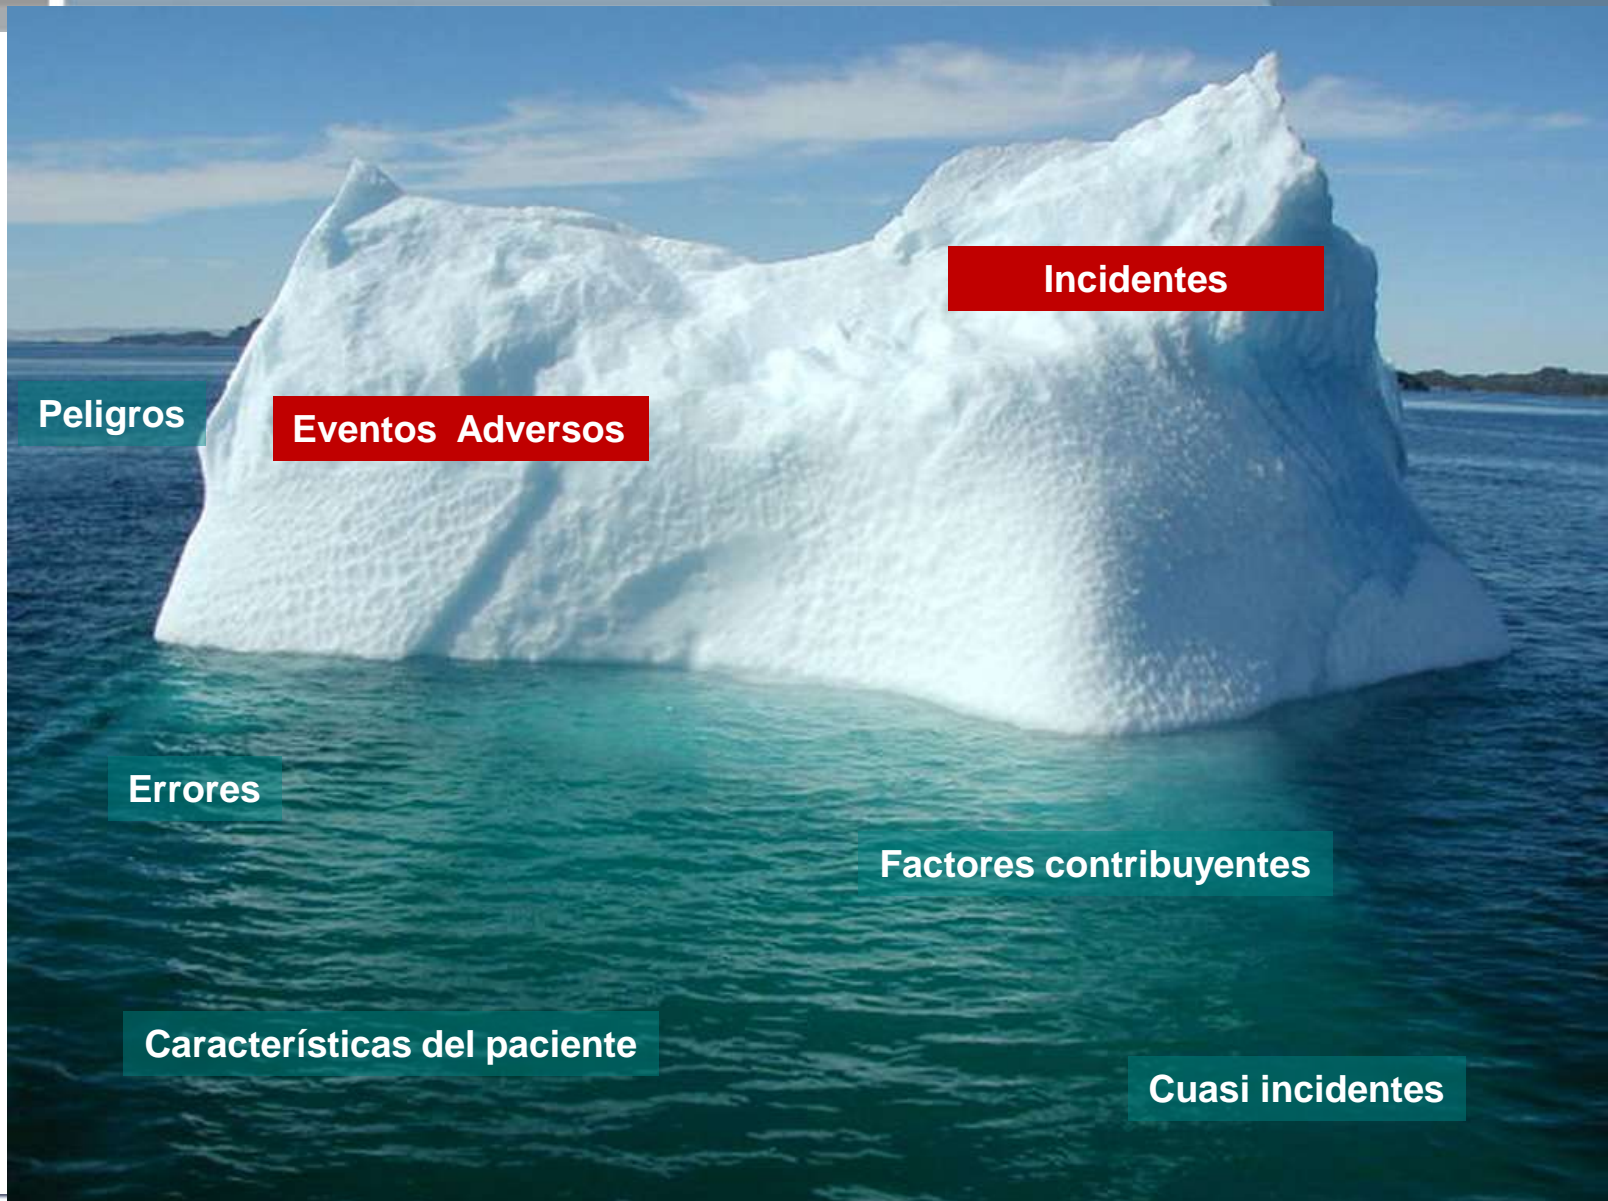 Incidentes
Peligros
Eventos  Adversos
Errores
Factores contribuyentes
Características del paciente
Cuasi incidentes